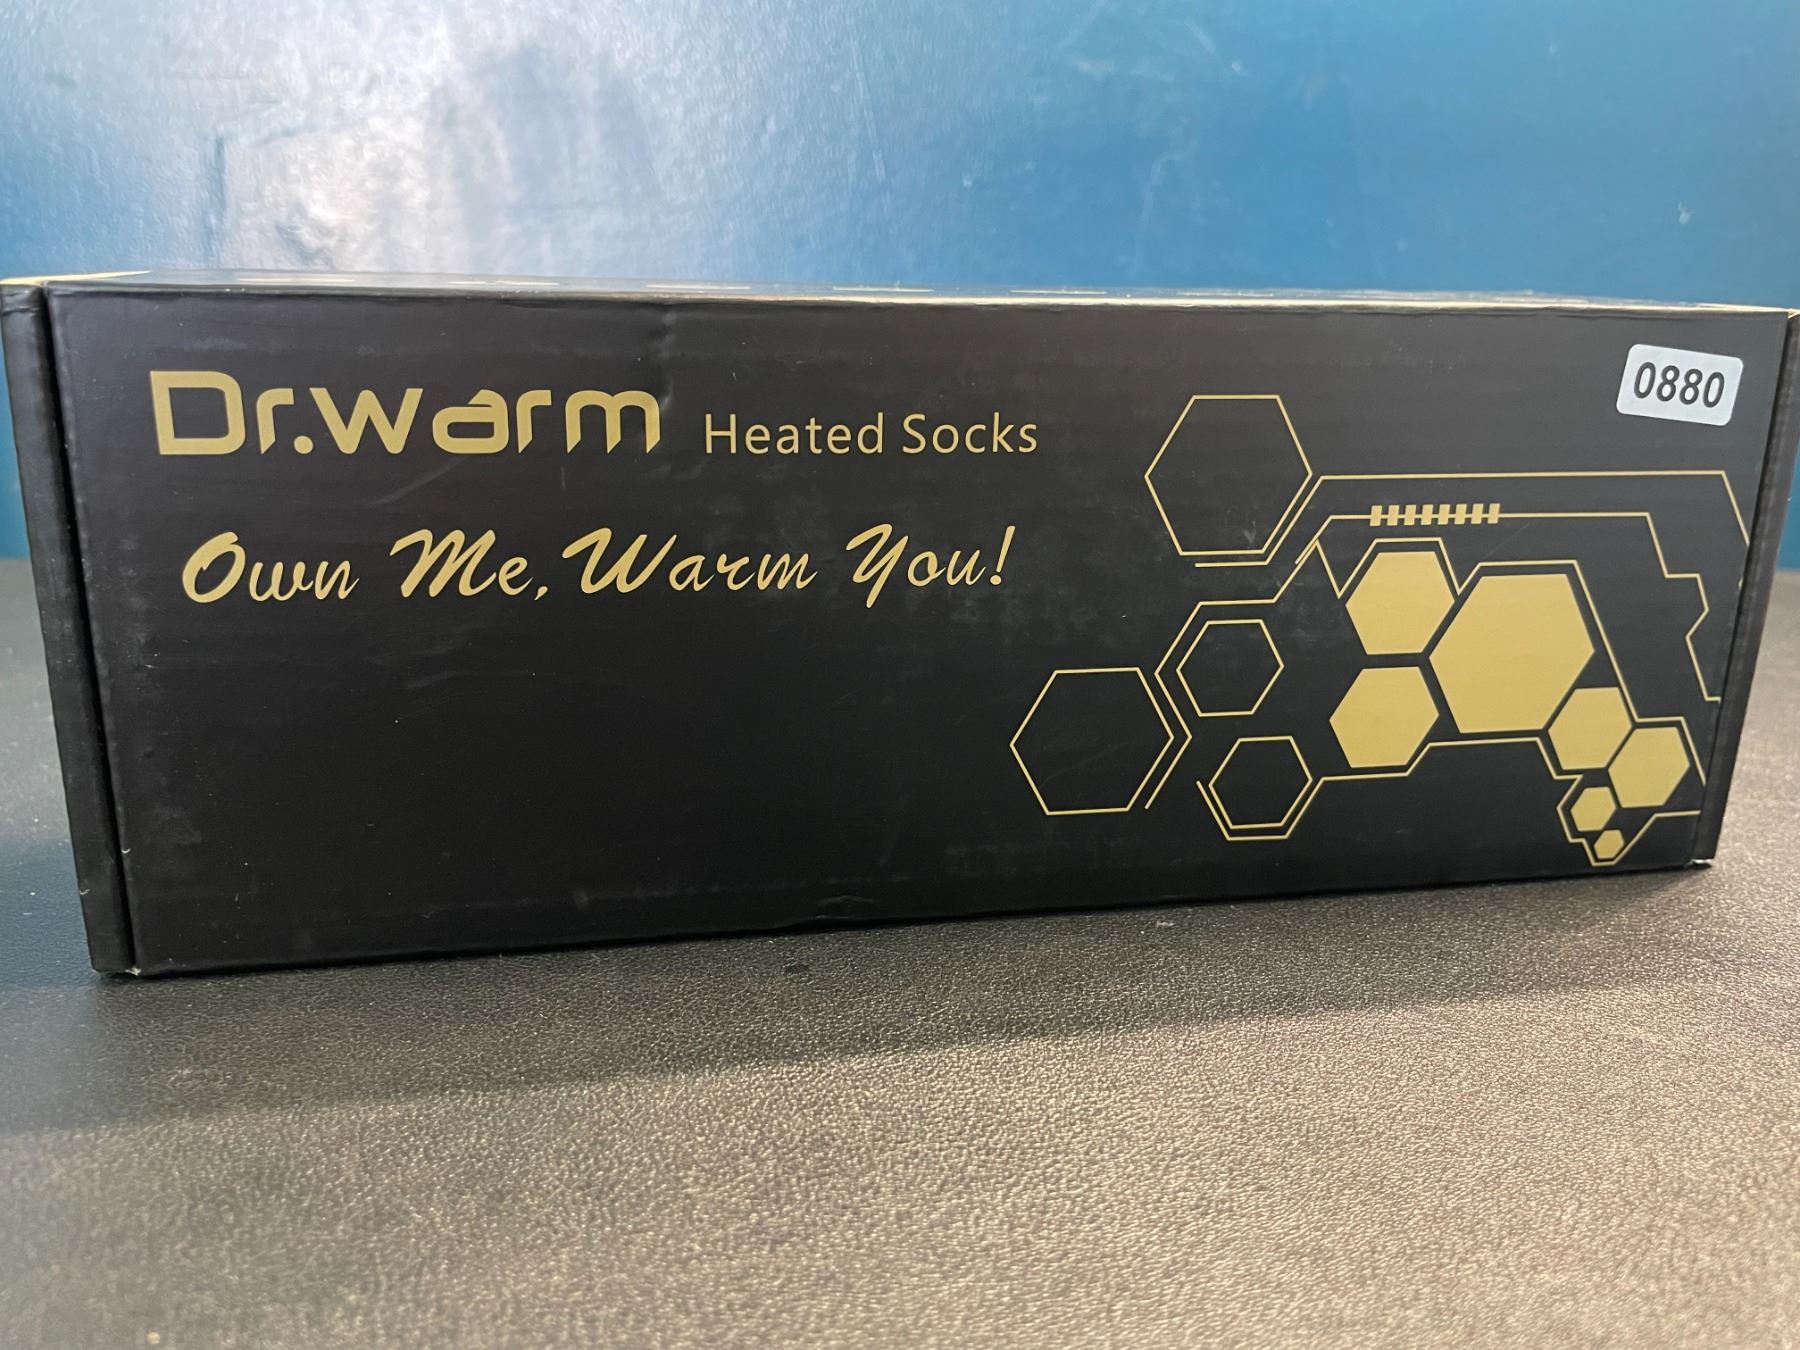 Dr.warm Heated Socks
0880
Own Me, Warm You!